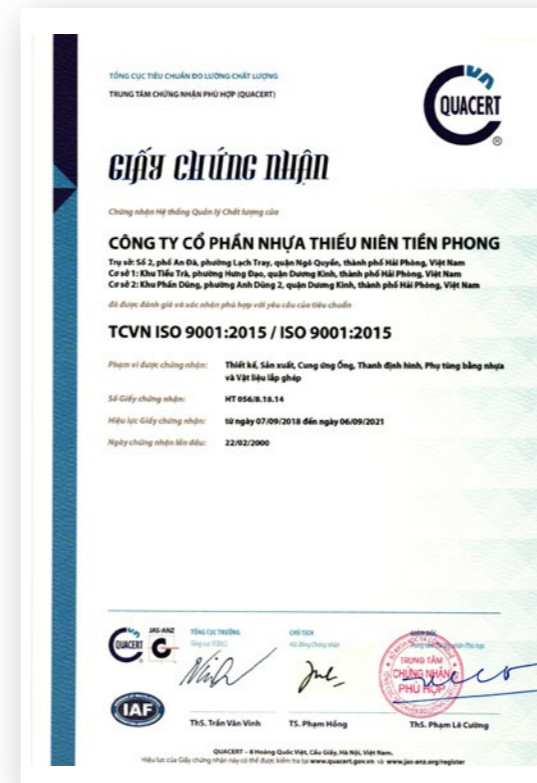 TỔNG CỤC TIÊU CHUẨN ĐO LƯỜNG CHẤT LƯỢNG
TRUNG TÂM CHỨNG NHẬN PHÙ HỢP (QUACERT)
QUACERT
®
GIẤY CHỨNG NHẬN
Chứng nhận Hệ thống Quản lý Chất lượng của
CÔNG TY CỔ PHẦN NHỰA THIẾU NIÊN TIỀN PHONG
Trụ sở: Số 2, phố An Đà, phường Lạch Tray, quận Ngô Quyền, thành phố Hải Phòng, Việt Nam
Cơ sở 1: Khu Tiểu Trà, phường Hưng Đạo, quận Dương Kinh, thành phố Hải Phòng, Việt Nam
Cơ sở 2: Khu Phấn Dũng, phường Anh Dũng 2, quận Dương Kinh, thành phố Hải Phòng, Việt Nam
đã được đánh giá và xác nhận phù hợp với yêu cầu của tiêu chuẩn
TCVN ISO 9001:2015 / ISO 9001:2015
Phạm vi được chứng nhận: Thiết kế, Sản xuất, Cung ứng Ống, Thanh định hình, Phụ tùng bằng nhựa
và Vật liệu lắp ghép
Số Giấy chứng nhận: HT 056/8.18.14
Hiệu lực Giấy chứng nhận: từ ngày 07/09/2018 đến ngày 06/09/2021
Ngày chứng nhận lần đầu: 22/02/2000
QUACERT
JAS-ANZ
TỔNG CỤC TRƯỞNG
CHỦ TỊCH
Hội đồng Chứng nhận
GIÁM ĐỐC
TRUNG TÂM
CHỨNG NHẬN
PHÙ HỢP
IAF
ThS. Trần Văn Vinh TS. Phạm Hồng ThS. Phạm Lê Cường
QUACERT – 8 Hoàng Quốc Việt, Cầu Giấy, Hà Nội, Việt Nam.
Hiệu lực của Giấy chứng nhận này có thể được kiểm tra tại www.quacert.gov.vn và www.jas-anz.org/register